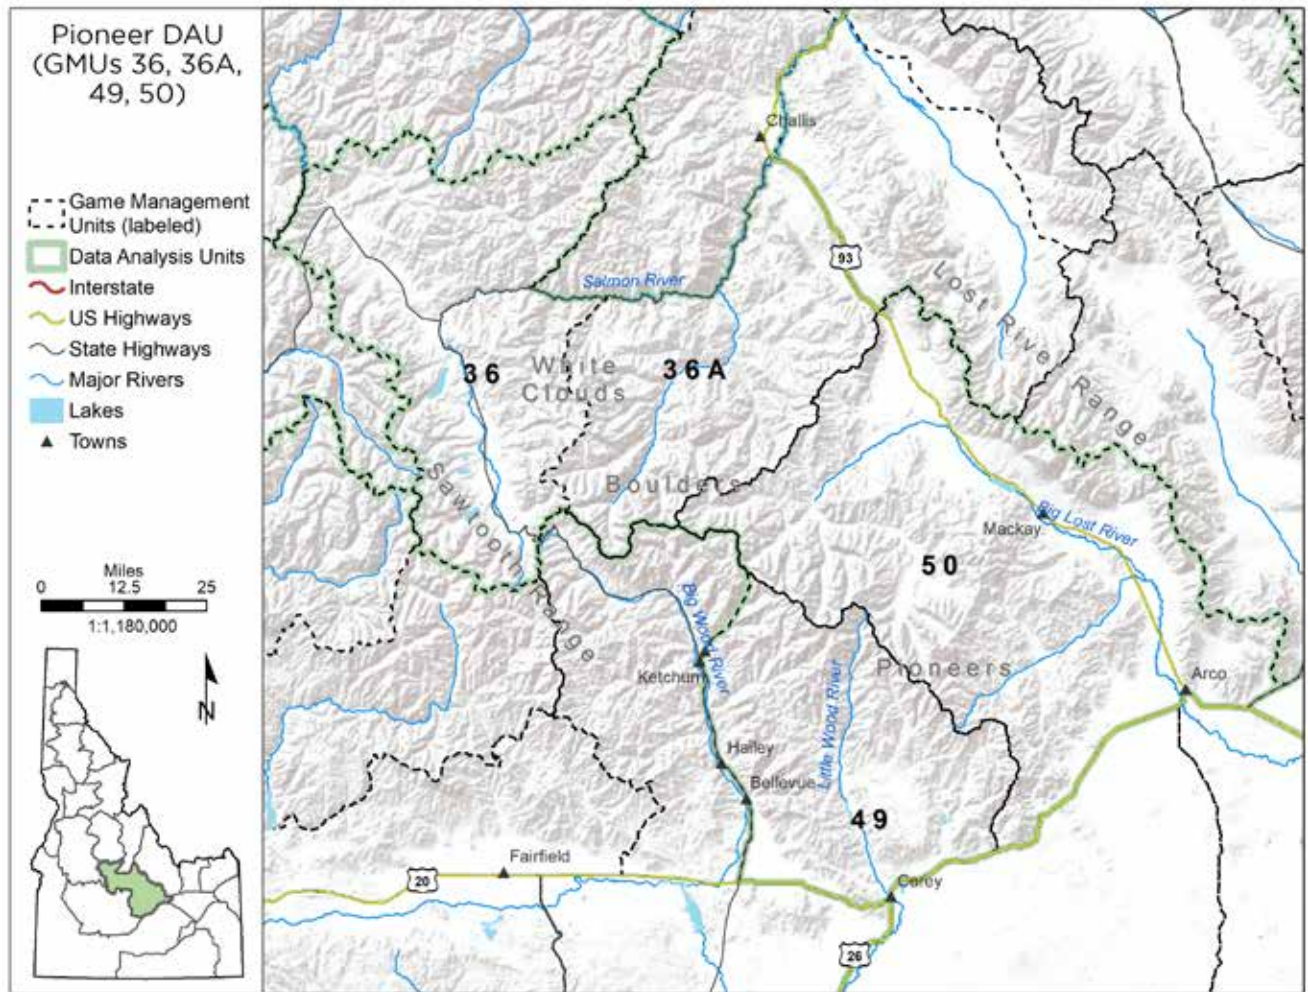 Pioneer DAU
(GMUs 36, 36A,
49, 50)
Game Management
Units (labeled)
Data Analysis Units
Interstate
US Highways
State Highways
Major Rivers
Lakes
Towns
Miles
0 12.5 25
1:1,180,000
N
Challis
93
Salmon River
Lost River Range
36
White
Clouds
36A
Boulders
Sawtooth Range
Mackay
Big Lost River
50
Big Wood River
Ketchum
Pioneers
Little Wood River
Arco
Hailey
Bellevue
49
Fairfield
20
Carey
26